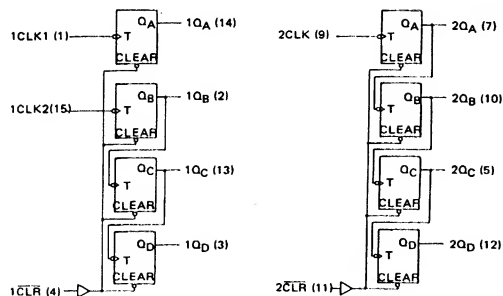 1CLK1 (1)
T
QA
CLEAR
1QA (14)
1CLK2(15)
T
QB
CLEAR
1QB (2)
T
QC
CLEAR
1QC (13)
T
QD
CLEAR
1QD (3)
1CLR (4)
2CLK (9)
T
QA
CLEAR
2QA (7)
T
QB
CLEAR
2QB (10)
T
QC
CLEAR
2QC (5)
T
QD
CLEAR
2QD (12)
2CLR (11)